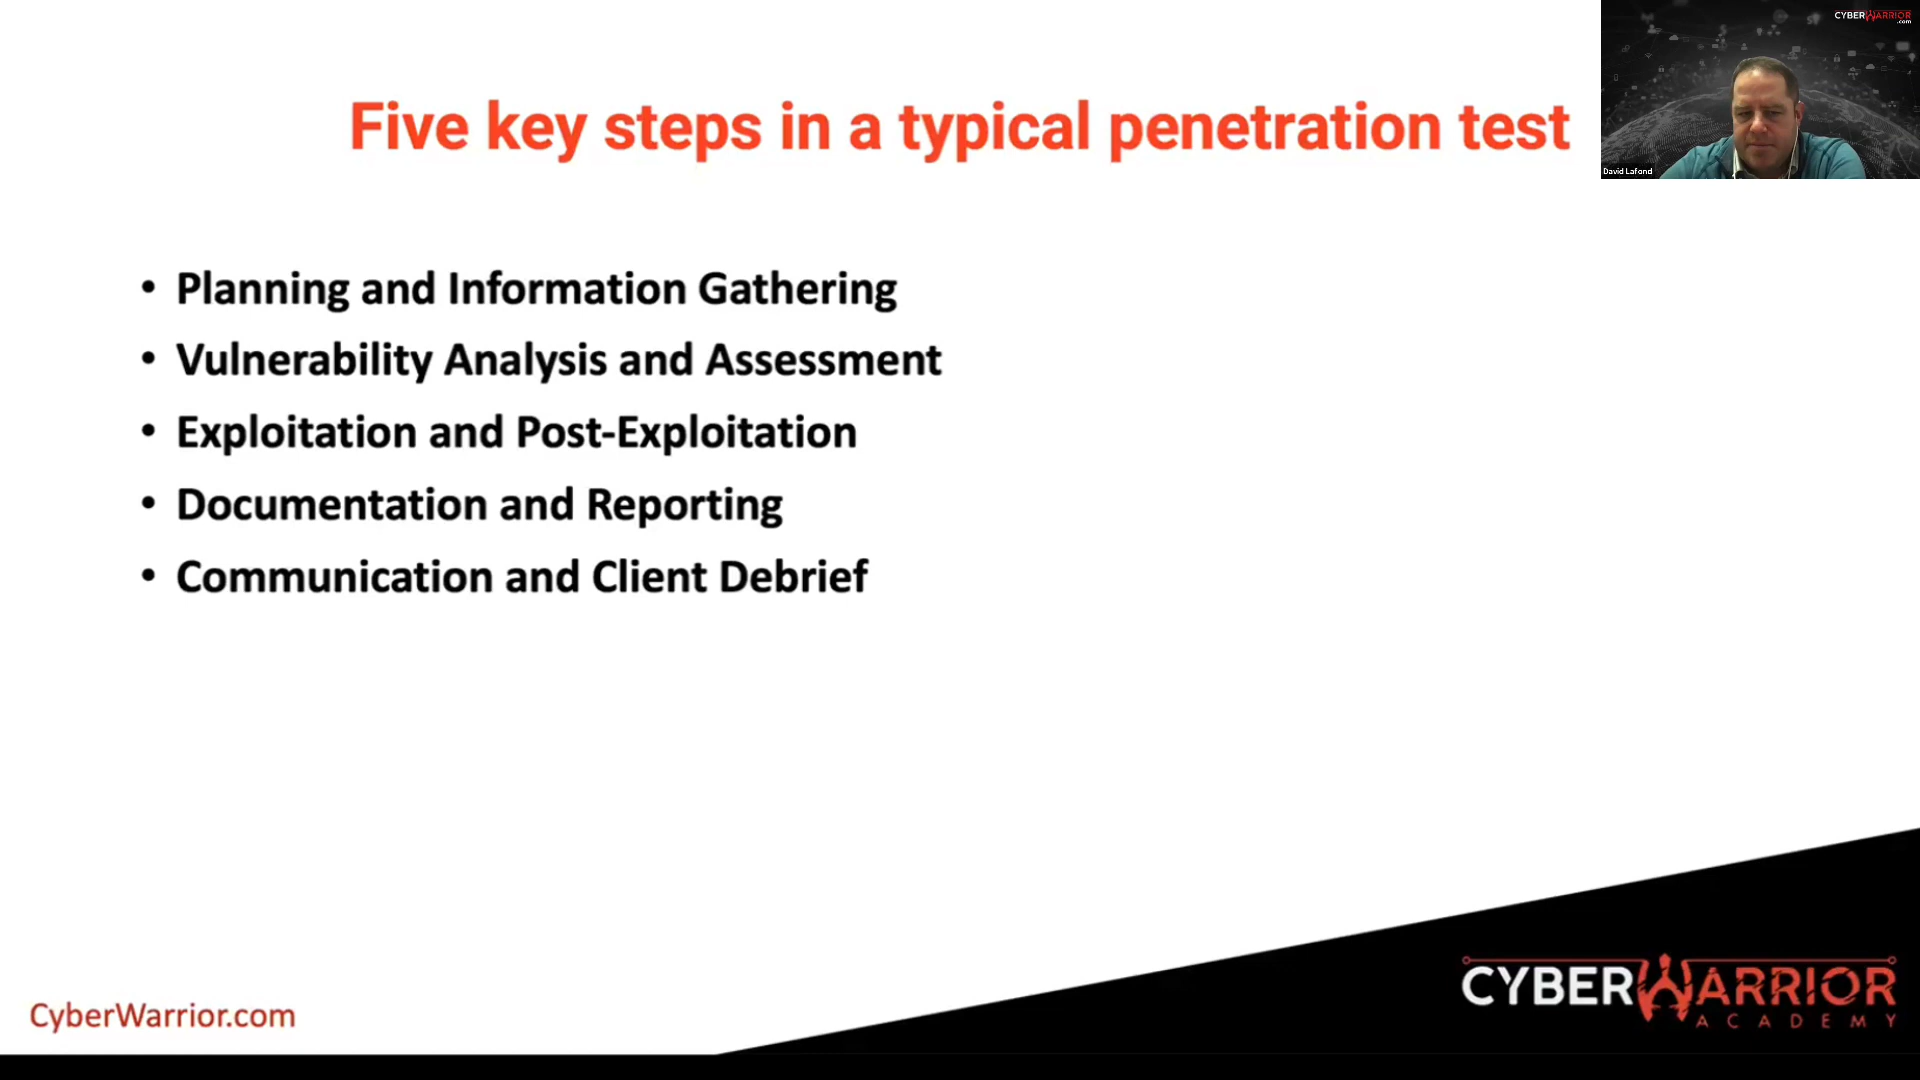 CYBERWARRIOR
.com
David Lafond
Five key steps in a typical penetration test
• Planning and Information Gathering
• Vulnerability Analysis and Assessment
• Exploitation and Post-Exploitation
• Documentation and Reporting
• Communication and Client Debrief
CyberWarrior.com
CYBERWARRIOR
ACADEMY